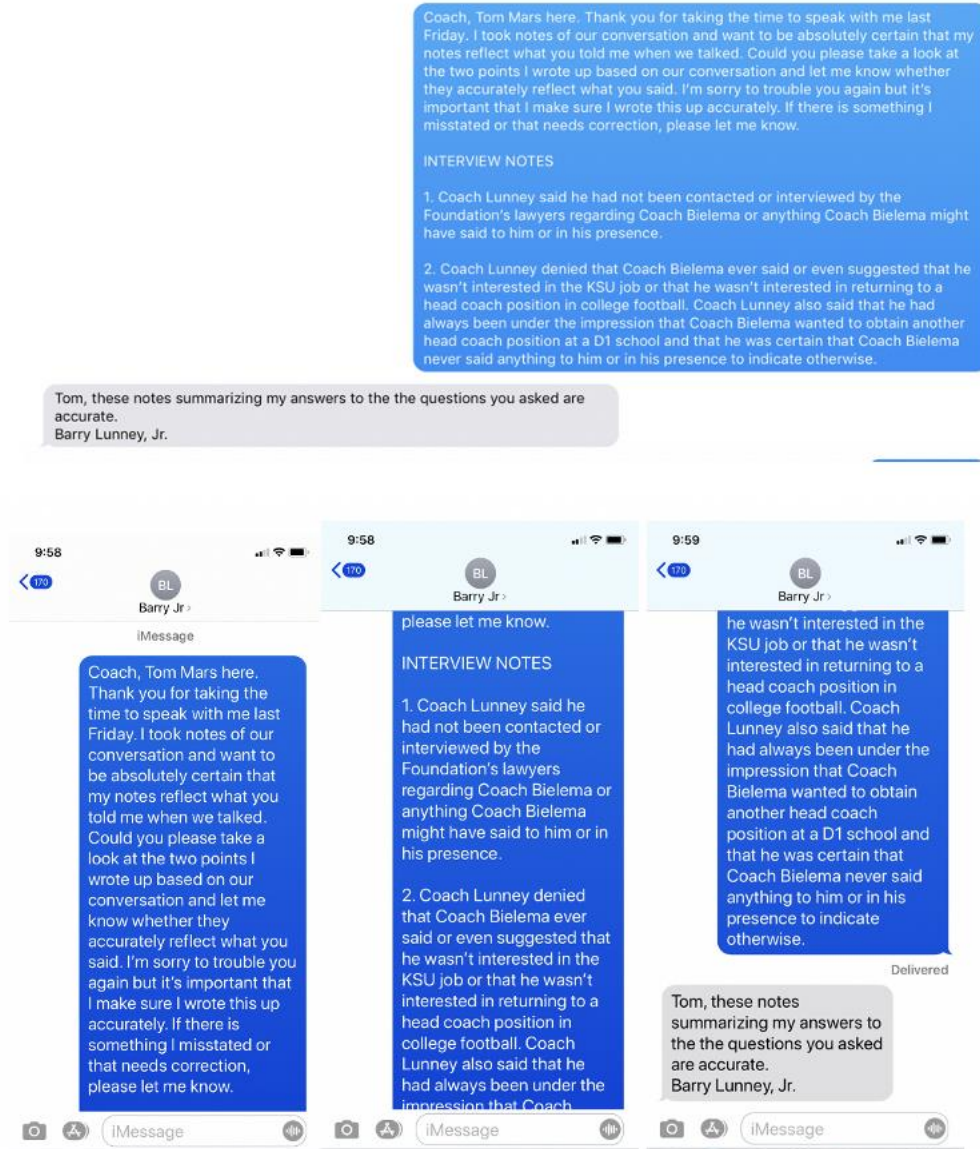 Coach, Tom Mars here. Thank you for taking the time to speak with me last
Friday. I took notes of our conversation and want to be absolutely certain that my
notes reflect what you told me when we talked. Could you please take a look at
the two points I wrote up based on our conversation and let me know whether
they accurately reflect what you said. I'm sorry to trouble you again but it's
important that I make sure I wrote this up accurately. If there is something I
misstated or that needs correction, please let me know.
INTERVIEW NOTES
1. Coach Lunney said he had not been contacted or interviewed by the
Foundation's lawyers regarding Coach Bielema or anything Coach Bielema might
have said to him or in his presence.
2. Coach Lunney denied that Coach Bielema ever said or even suggested that he
wasn't interested in the KSU job or that he wasn't interested in returning to a
head coach position in college football. Coach Lunney also said that he had
always been under the impression that Coach Bielema wanted to obtain another
head coach position at a D1 school and that he was certain that Coach Bielema
never said anything to him or in his presence to indicate otherwise.
Tom, these notes summarizing my answers to the the questions you asked are
accurate.
Barry Lunney, Jr.
9:58
170
BL
Barry Jr
iMessage
Coach, Tom Mars here.
Thank you for taking the
time to speak with me last
Friday. I took notes of our
conversation and want to
be absolutely certain that
my notes reflect what you
told me when we talked.
Could you please take a
look at the two points I
wrote up based on our
conversation and let me
know whether they
accurately reflect what you
said. I'm sorry to trouble you
again but it's important that
I make sure I wrote this up
accurately. If there is
something I misstated or
that needs correction,
please let me know.
iMessage
9:58
170
BL
Barry Jr
please let me know.
INTERVIEW NOTES
1. Coach Lunney said he
had not been contacted or
interviewed by the
Foundation's lawyers
regarding Coach Bielema or
anything Coach Bielema
might have said to him or in
his presence.
2. Coach Lunney denied
that Coach Bielema ever
said or even suggested that
he wasn't interested in the
KSU job or that he wasn't
interested in returning to a
head coach position in
college football. Coach
Lunney also said that he
had always been under the
impression that Coach
iMessage
9:59
170
BL
Barry Jr
he wasn't interested in the
KSU job or that he wasn't
interested in returning to a
head coach position in
college football. Coach
Lunney also said that he
had always been under the
impression that Coach
Bielema wanted to obtain
another head coach
position at a D1 school and
that he was certain that
Coach Bielema never said
anything to him or in his
presence to indicate
otherwise.
Delivered
Tom, these notes
summarizing my answers to
the the questions you asked
are accurate.
Barry Lunney, Jr.
iMessage